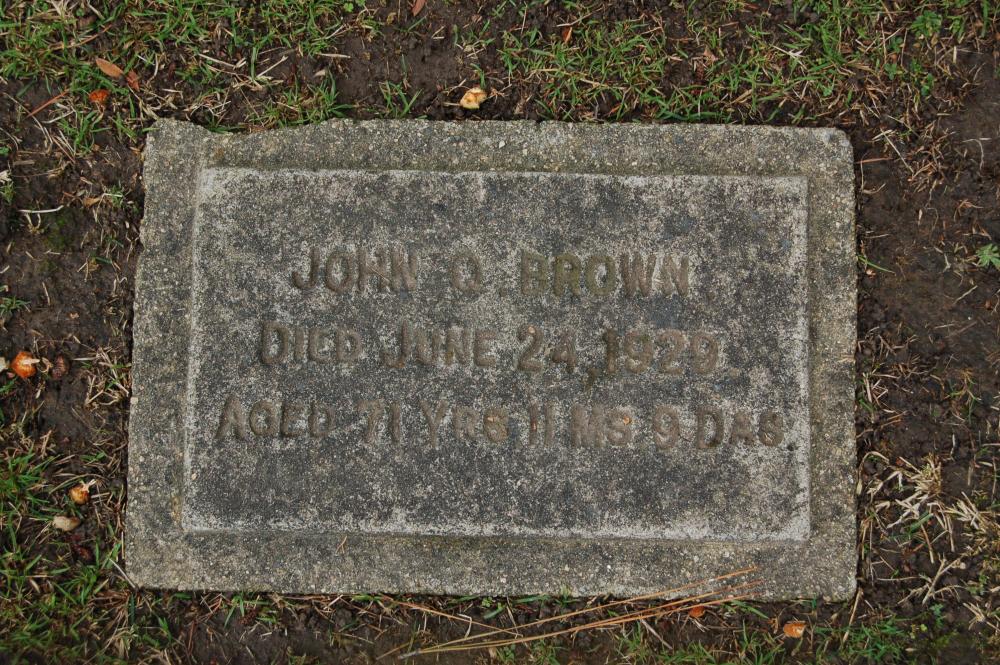 JOHN Q BROWN
DIED JUNE 24, 1929.
AGED 71 YRS 11 MS 9 DAS.